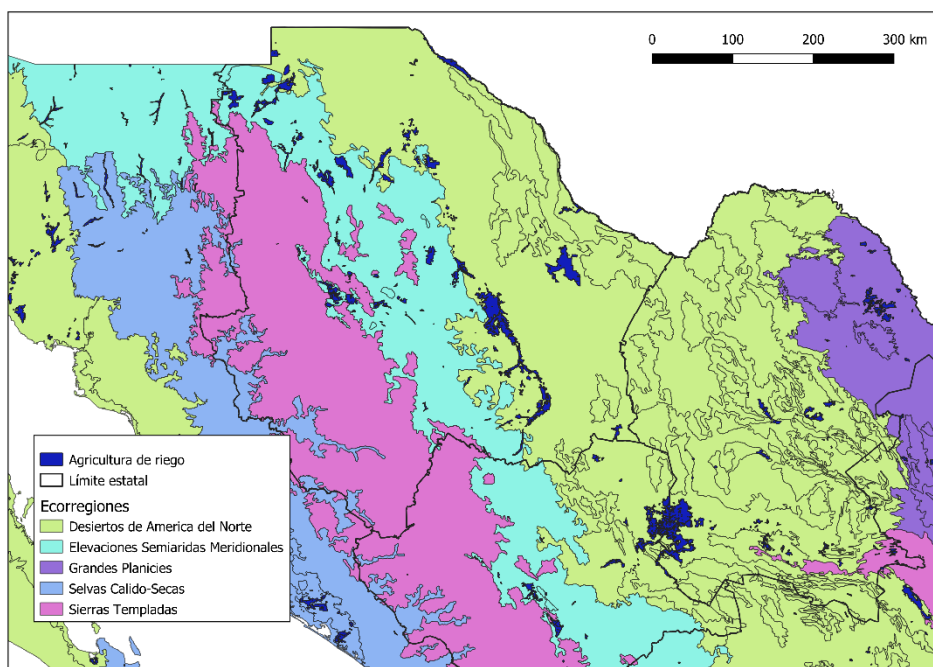 0 100 200 300 km
Agricultura de riego
Límite estatal
Ecorregiones
Desiertos de America del Norte
Elevaciones Semiaridas Meridionales
Grandes Planicies
Selvas Calido-Secas
Sierras Templadas